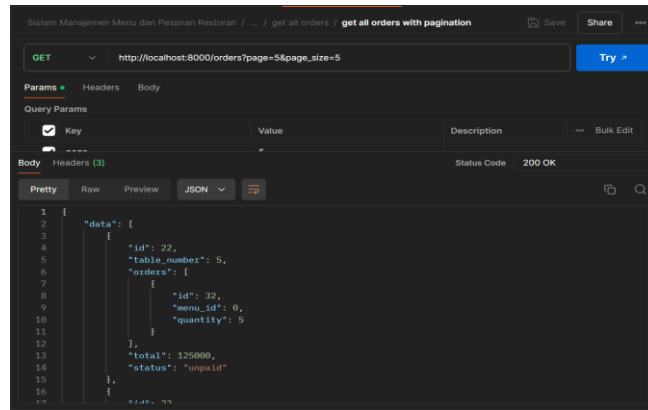 Sistem Manajemen Menu dan Pesanan Restoran / ... / get all orders / get all orders with pagination Save Share
GET http://localhost:8000/orders?page=5&page_size=5 Try
Params Headers Body
Query Params
Key Value Description ... Bulk Edit
Body Headers (3) Status Code 200 OK
Pretty Raw Preview JSON
1 {
2 "data": [
3 {
4 "id": 22,
5 "table_number": 5,
6 "orders": [
7 {
8 "id": 32,
9 "menu_id": 0,
10 "quantity": 5
11 }
12 ],
13 "total": 125000,
14 "status": "unpaid"
15 },
16 {
17 "id": 23